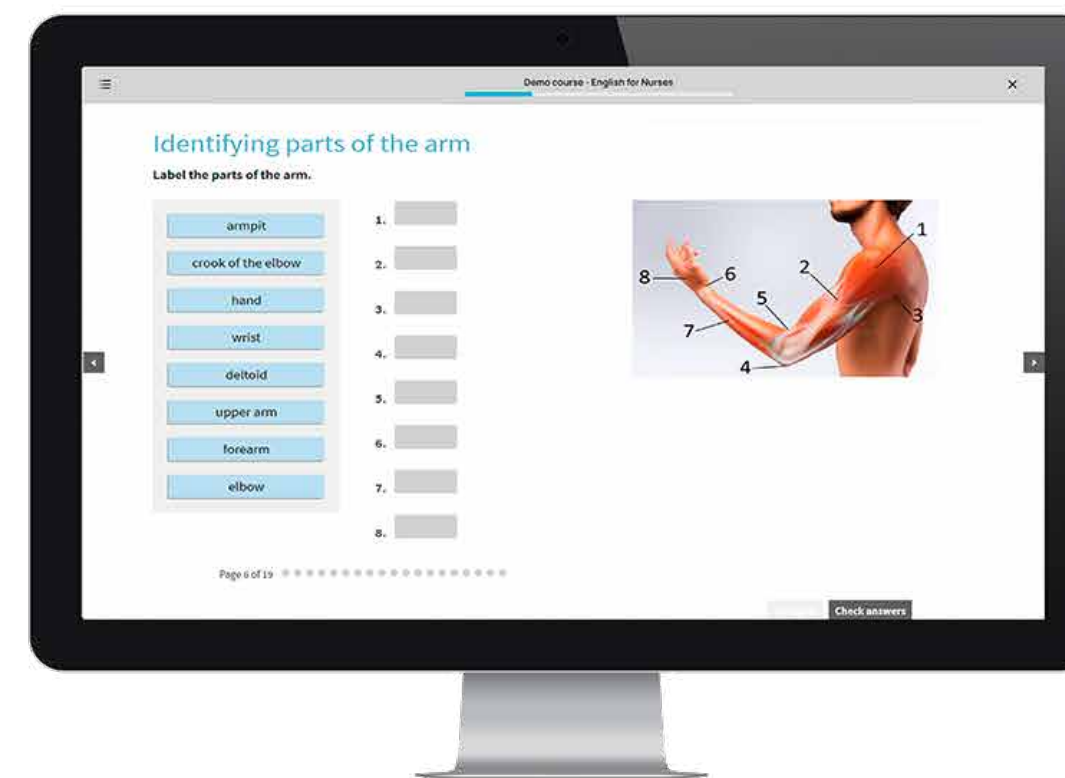 Demo course - English for Nurses
Identifying parts of the arm
Label the parts of the arm.
armpit
crook of the elbow
hand
wrist
deltoid
upper arm
forearm
elbow
1.
2.
3.
4.
5.
6.
7.
8.
1
2
3
4
5
6
7
8
Page 6 of 19
Check answers